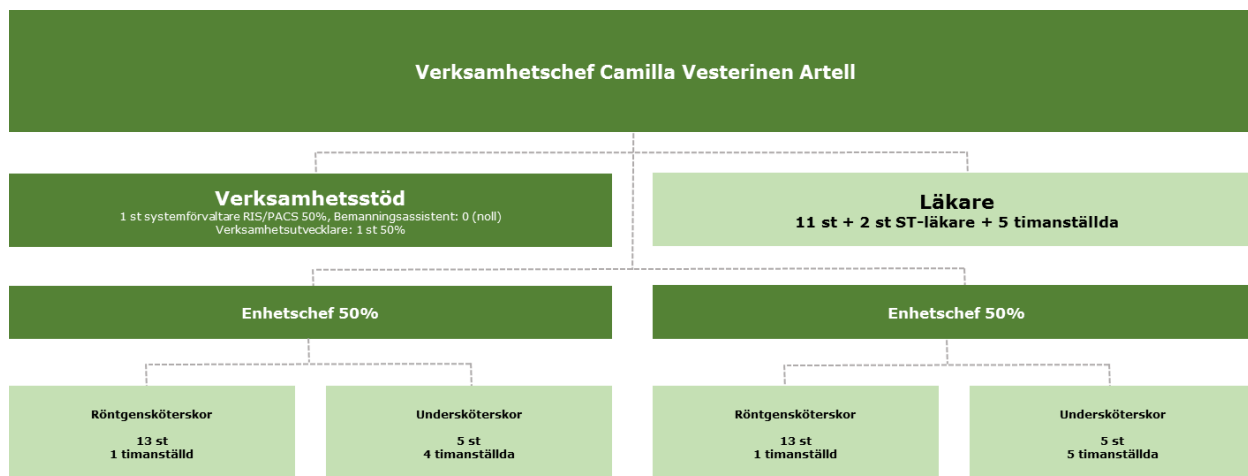 Verksamhetschef Camilla Vesterinen Artell
Verksamhetsstöd
1 st systemförvaltare RIS/PACS 50%, Bemanningsassistent: 0 (noll)
Verksamhetsutvecklare: 1 st 50%
Läkare
11 st + 2 st ST-läkare + 5 timanställda
Enhetschef 50%
Enhetschef 50%
Röntgensköterskor
13 st
1 timanställd
Undersköterskor
5 st
4 timanställda
Röntgensköterskor
13 st
1 timanställd
Undersköterskor
5 st
5 timanställda